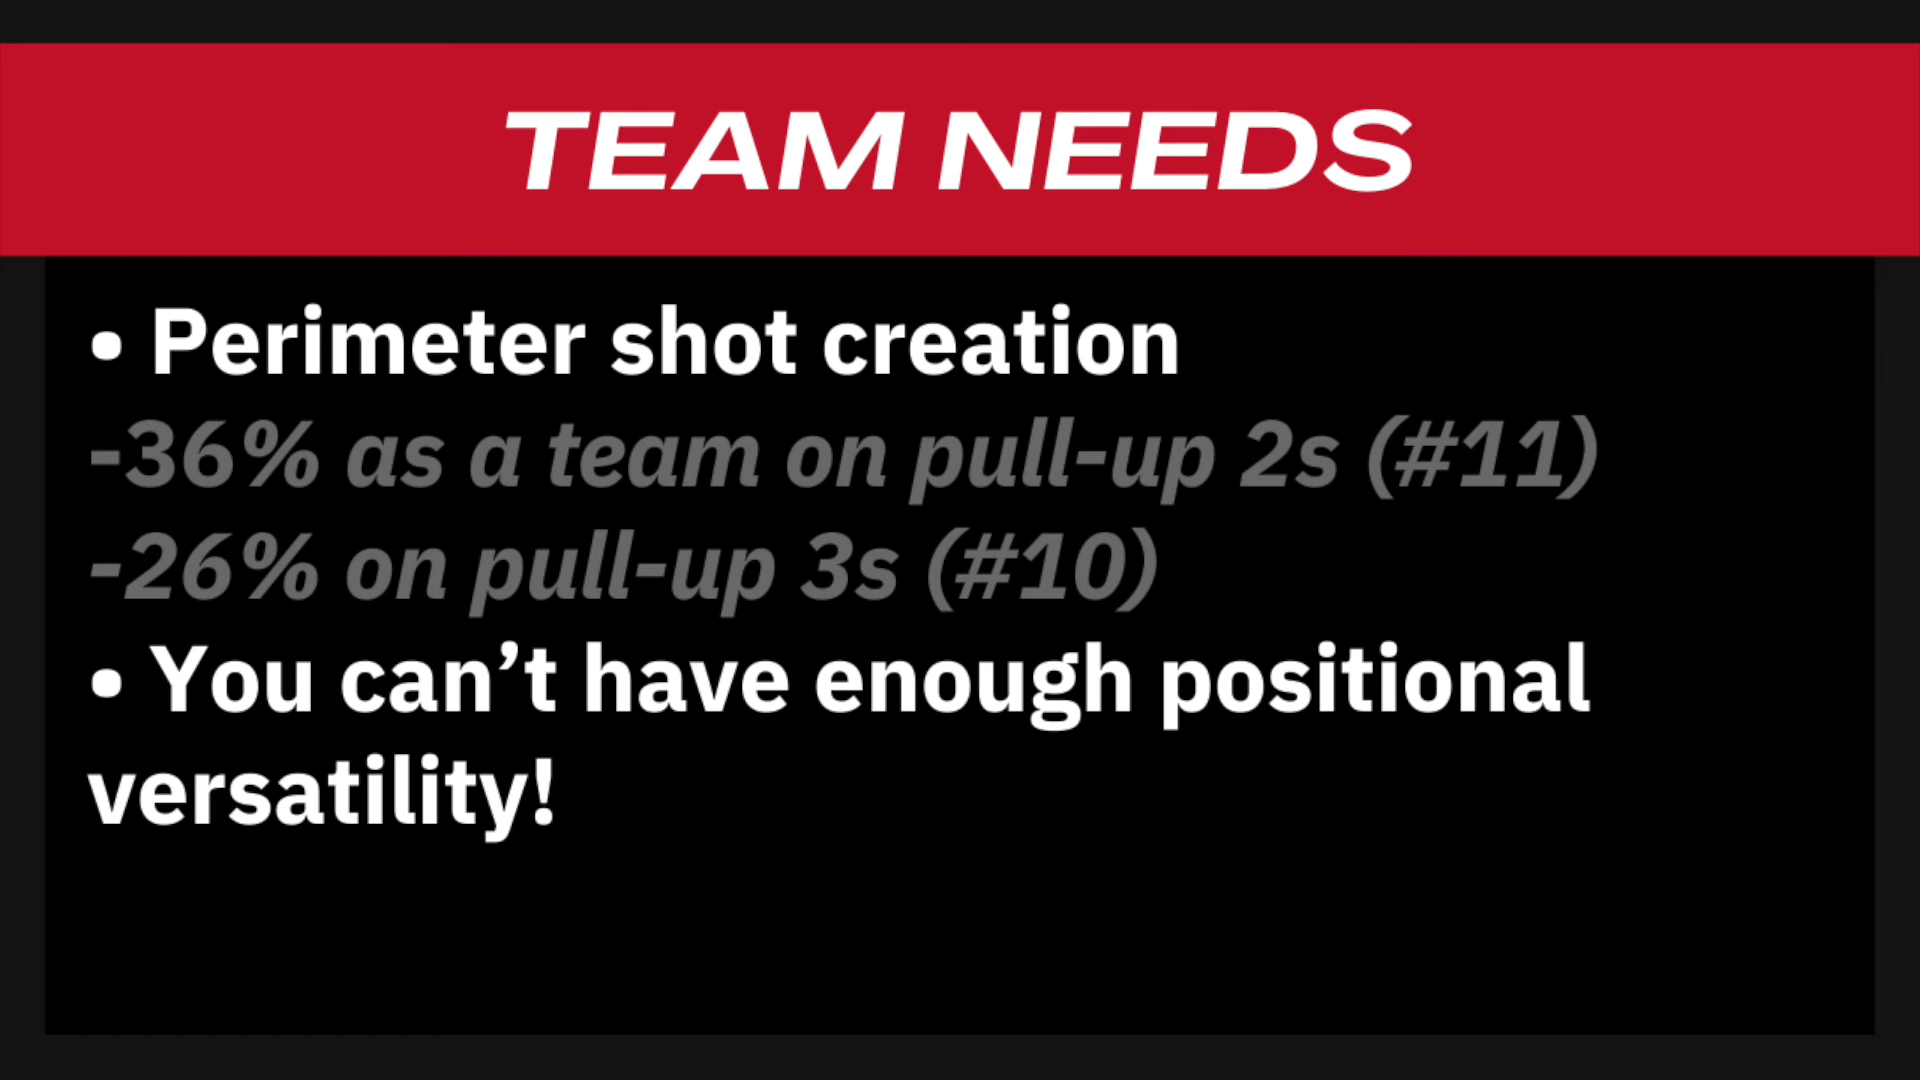 TEAM NEEDS
• Perimeter shot creation
-36% as a team on pull-up 2s (#11)
-26% on pull-up 3s (#10)
• You can’t have enough positional
versatility!